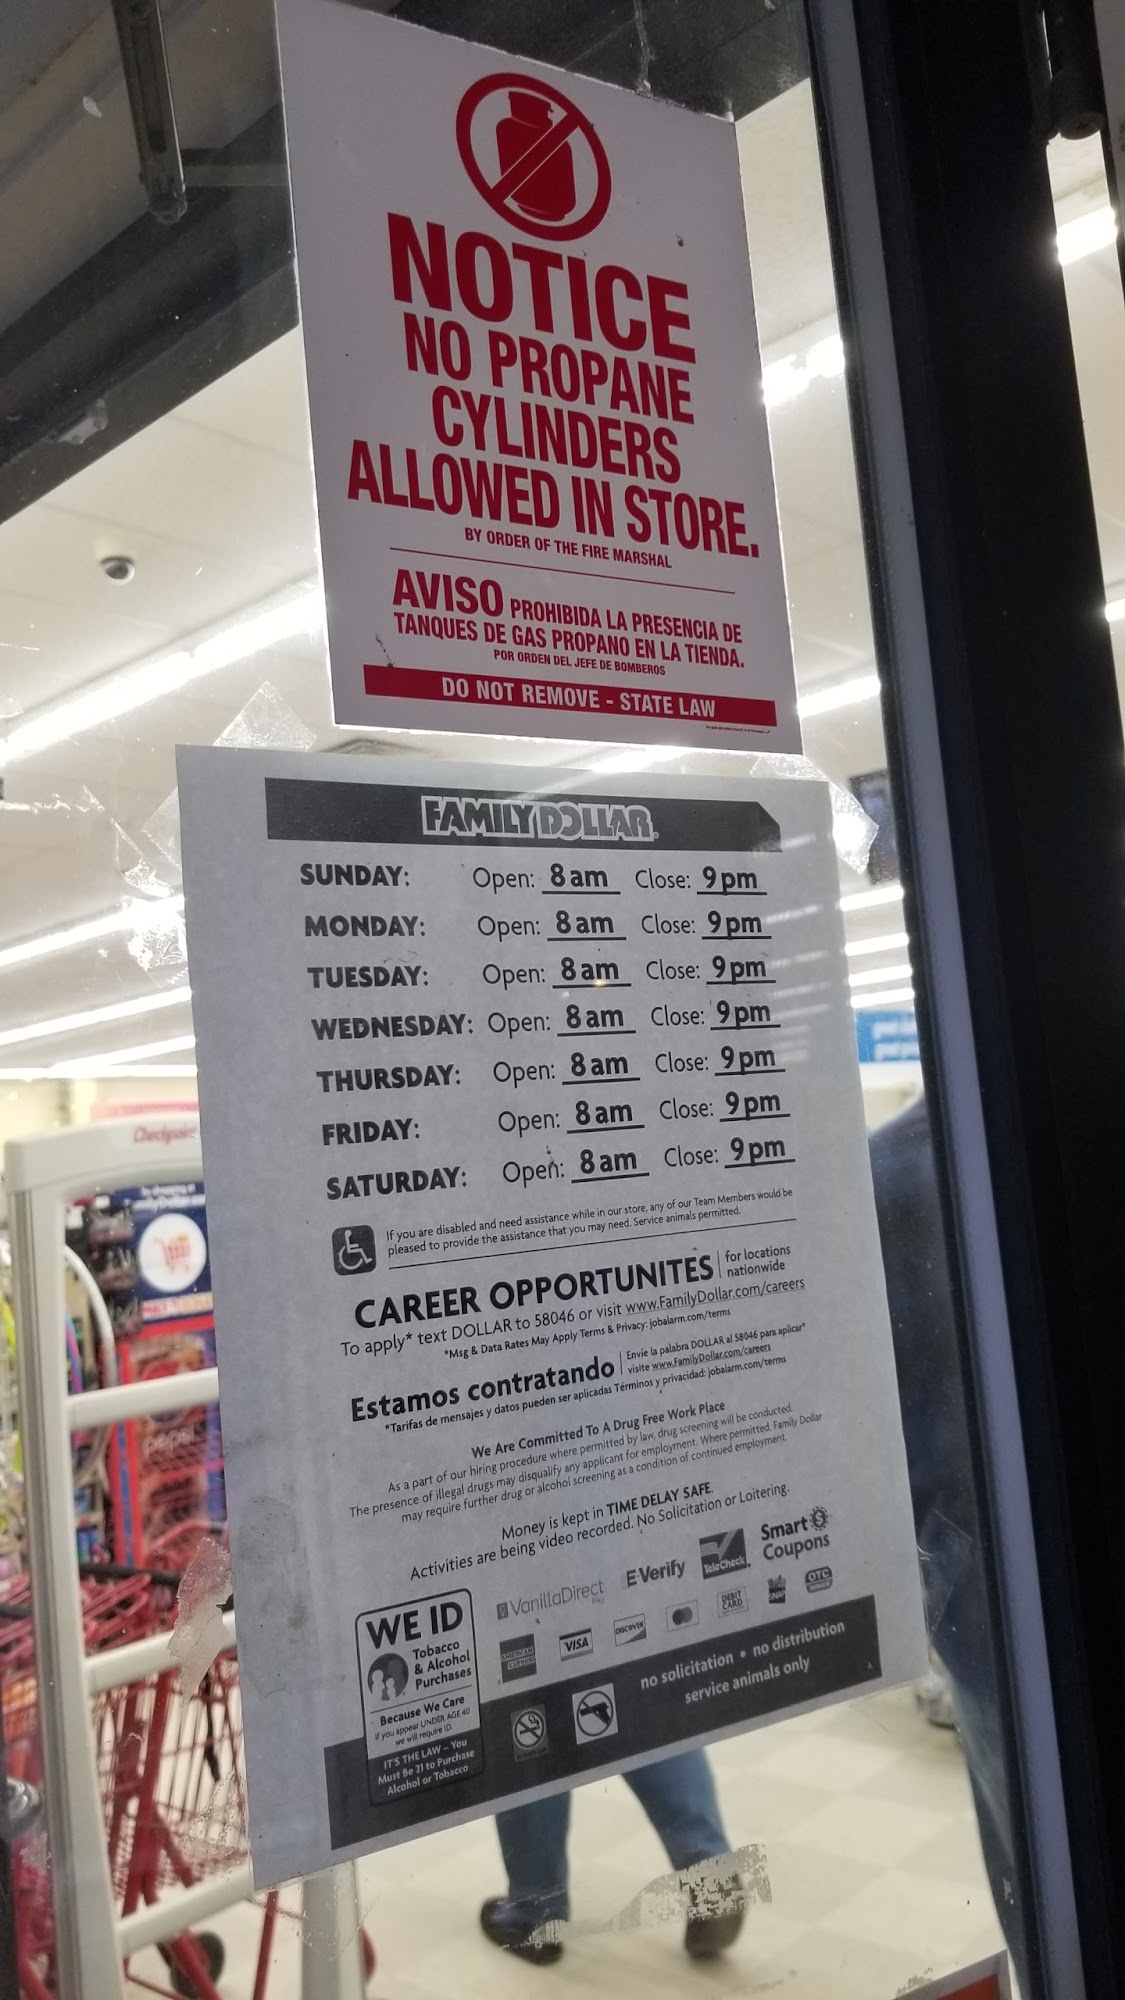 NOTICE
NO PROPANE
CYLINDERS
ALLOWED IN STORE.
BY ORDER OF THE FIRE MARSHAL
AVISO PROHIBIDA LA PRESENCIA DE
TANQUES DE GAS PROPANO EN LA TIENDA.
POR ORDEN DEL JEFE DE BOMBEROS
DO NOT REMOVE - STATE LAW
FAMILY DOLLAR®
SUNDAY: Open: 8am Close: 9pm
MONDAY: Open: 8am Close: 9pm
TUESDAY: Open: 8am Close: 9pm
WEDNESDAY: Open: 8am Close: 9pm
THURSDAY: Open: 8am Close: 9pm
FRIDAY: Open: 8am Close: 9pm
SATURDAY: Open: 8am Close: 9pm
If you are disabled and need assistance while in our store, any of our Team Members would be
pleased to provide the assistance that you may need. Service animals permitted.
CAREER OPPORTUNITES for locations
nationwide
To apply* text DOLLAR to 58046 or visit www.FamilyDollar.com/careers
*Msg & Data Rates May Apply Terms & Privacy: jobalarm.com/terms
Estamos contratando Envíe la palabra DOLLAR al 58046 para aplicar*
visite www.FamilyDollar.com/careers
*Tarifas de mensajes y datos pueden ser aplicadas Términos y privacidad: jobalarm.com/terms
We Are Committed To A Drug Free Work Place
As a part of our hiring procedure where permitted by law, drug screening will be conducted.
The presence of illegal drugs may disqualify any applicant for employment. Where permitted, Family Dollar
may require further drug or alcohol screening as a condition of continued employment.
Money is kept in TIME DELAY SAFE.
Activities are being video recorded. No Solicitation or Loitering.
WE ID
Tobacco
& Alcohol
Purchases
Because We Care
If you appear UNDER AGE 40
we will require ID.
IT'S THE LAW – You
Must Be 21 to Purchase
Alcohol or Tobacco
VanillaDirect
Pay
E-Verify
TeleCheck
Smart
Coupons
AMERICAN
EXPRESS
VISA
DISCOVER
DEBIT
CARD
SNAP
OTC
no solicitation • no distribution
service animals only
Checkpoint
pepsi